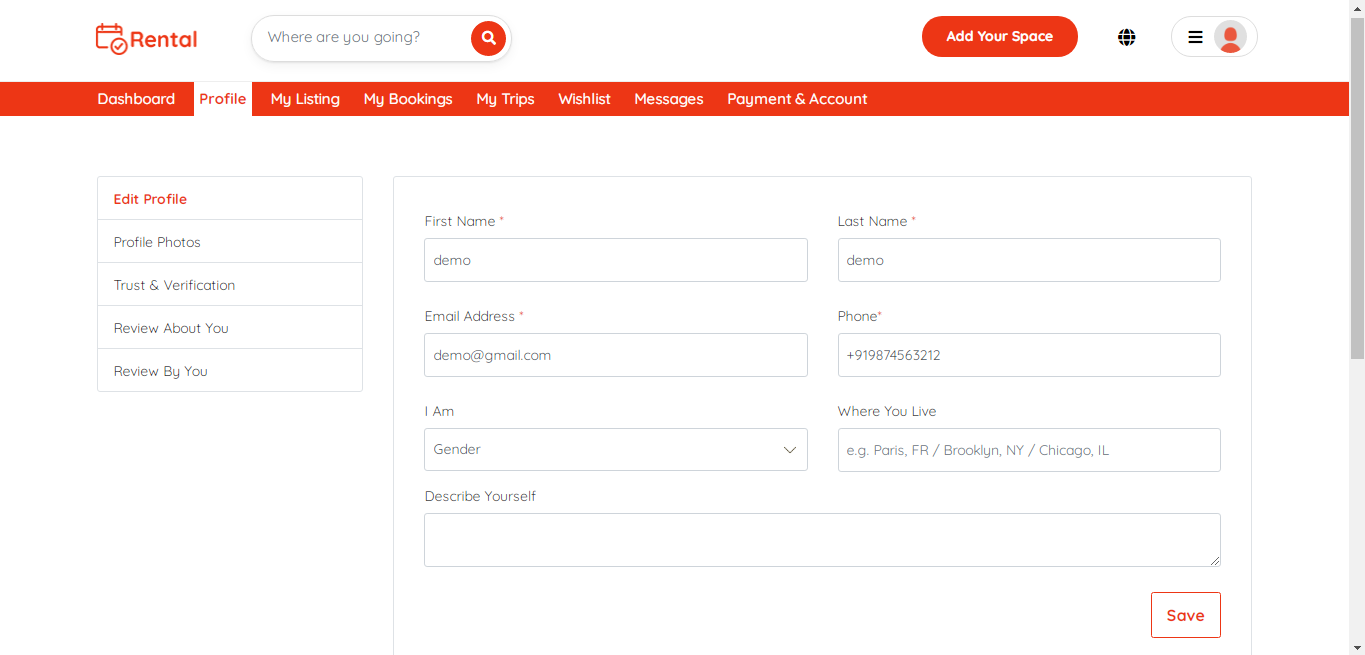 Rental
Where are you going?
Add Your Space
Dashboard Profile My Listing My Bookings My Trips Wishlist Messages Payment & Account
Edit Profile
Profile Photos
Trust & Verification
Review About You
Review By You
First Name * Last Name *
demo demo
Email Address * Phone*
demo@gmail.com +919874563212
I Am Where You Live
Gender e.g. Paris, FR / Brooklyn, NY / Chicago, IL
Describe Yourself
Save